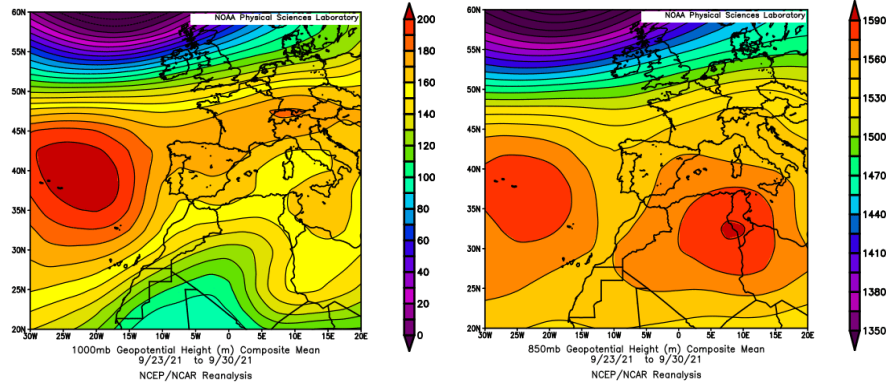 NOAA Physical Sciences Laboratory
60N
55N
50N
45N
40N
35N
30N
25N
20N
30W 25W 20W 15W 10W 5W 0 5E 10E 15E 20E
200
180
160
140
120
100
80
60
40
20
0
1000mb Geopotential Height (m) Composite Mean
9/23/21 to 9/30/21
NCEP/NCAR Reanalysis
NOAA Physical Sciences Laboratory
60N
55N
50N
45N
40N
35N
30N
25N
20N
30W 25W 20W 15W 10W 5W 0 5E 10E 15E 20E
1590
1560
1530
1500
1470
1440
1410
1380
1350
850mb Geopotential Height (m) Composite Mean
9/23/21 to 9/30/21
NCEP/NCAR Reanalysis